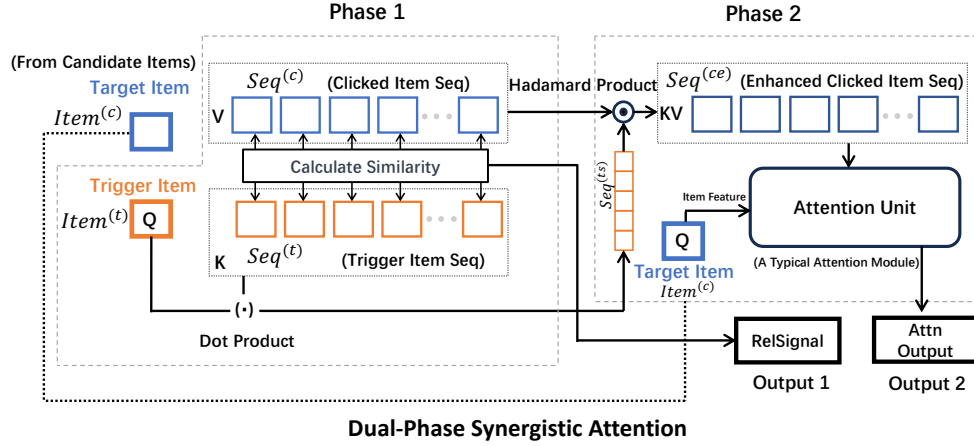 Phase 1
Phase 2
(From Candidate Items)
Target Item
Item^{(c)}
Seq^{(c)} (Clicked Item Seq)
V
Hadamard Product
Seq^{(ce)} (Enhanced Clicked Item Seq)
KV
Calculate Similarity
Trigger Item
Item^{(t)}
Q
K
Seq^{(t)} (Trigger Item Seq)
Seq^{(ts)}
Item Feature
Attention Unit
Q
Target Item
Item^{(c)}
(A Typical Attention Module)
(·)
Dot Product
RelSignal
Attn
Output
Output 1
Output 2
Dual-Phase Synergistic Attention